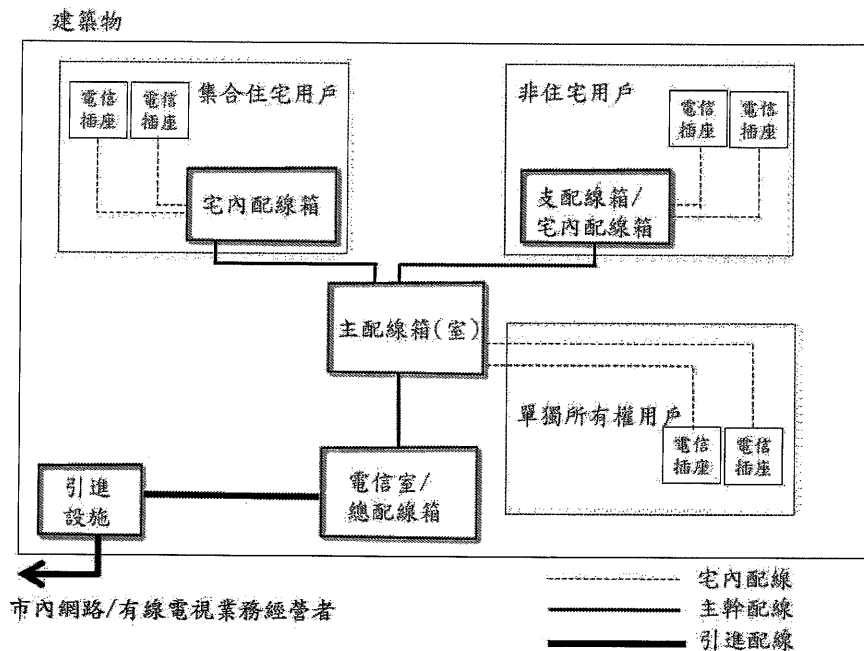 建築物
電信
插座
電信
插座
集合住宅用戶
宅內配線箱
非住宅用戶
電信
插座
電信
插座
支配線箱/
宅內配線箱
主配線箱(室)
單獨所有權用戶
電信
插座
電信
插座
引進
設施
電信室/
總配線箱
市內網路/有線電視業務經營者
宅內配線
主幹配線
引進配線